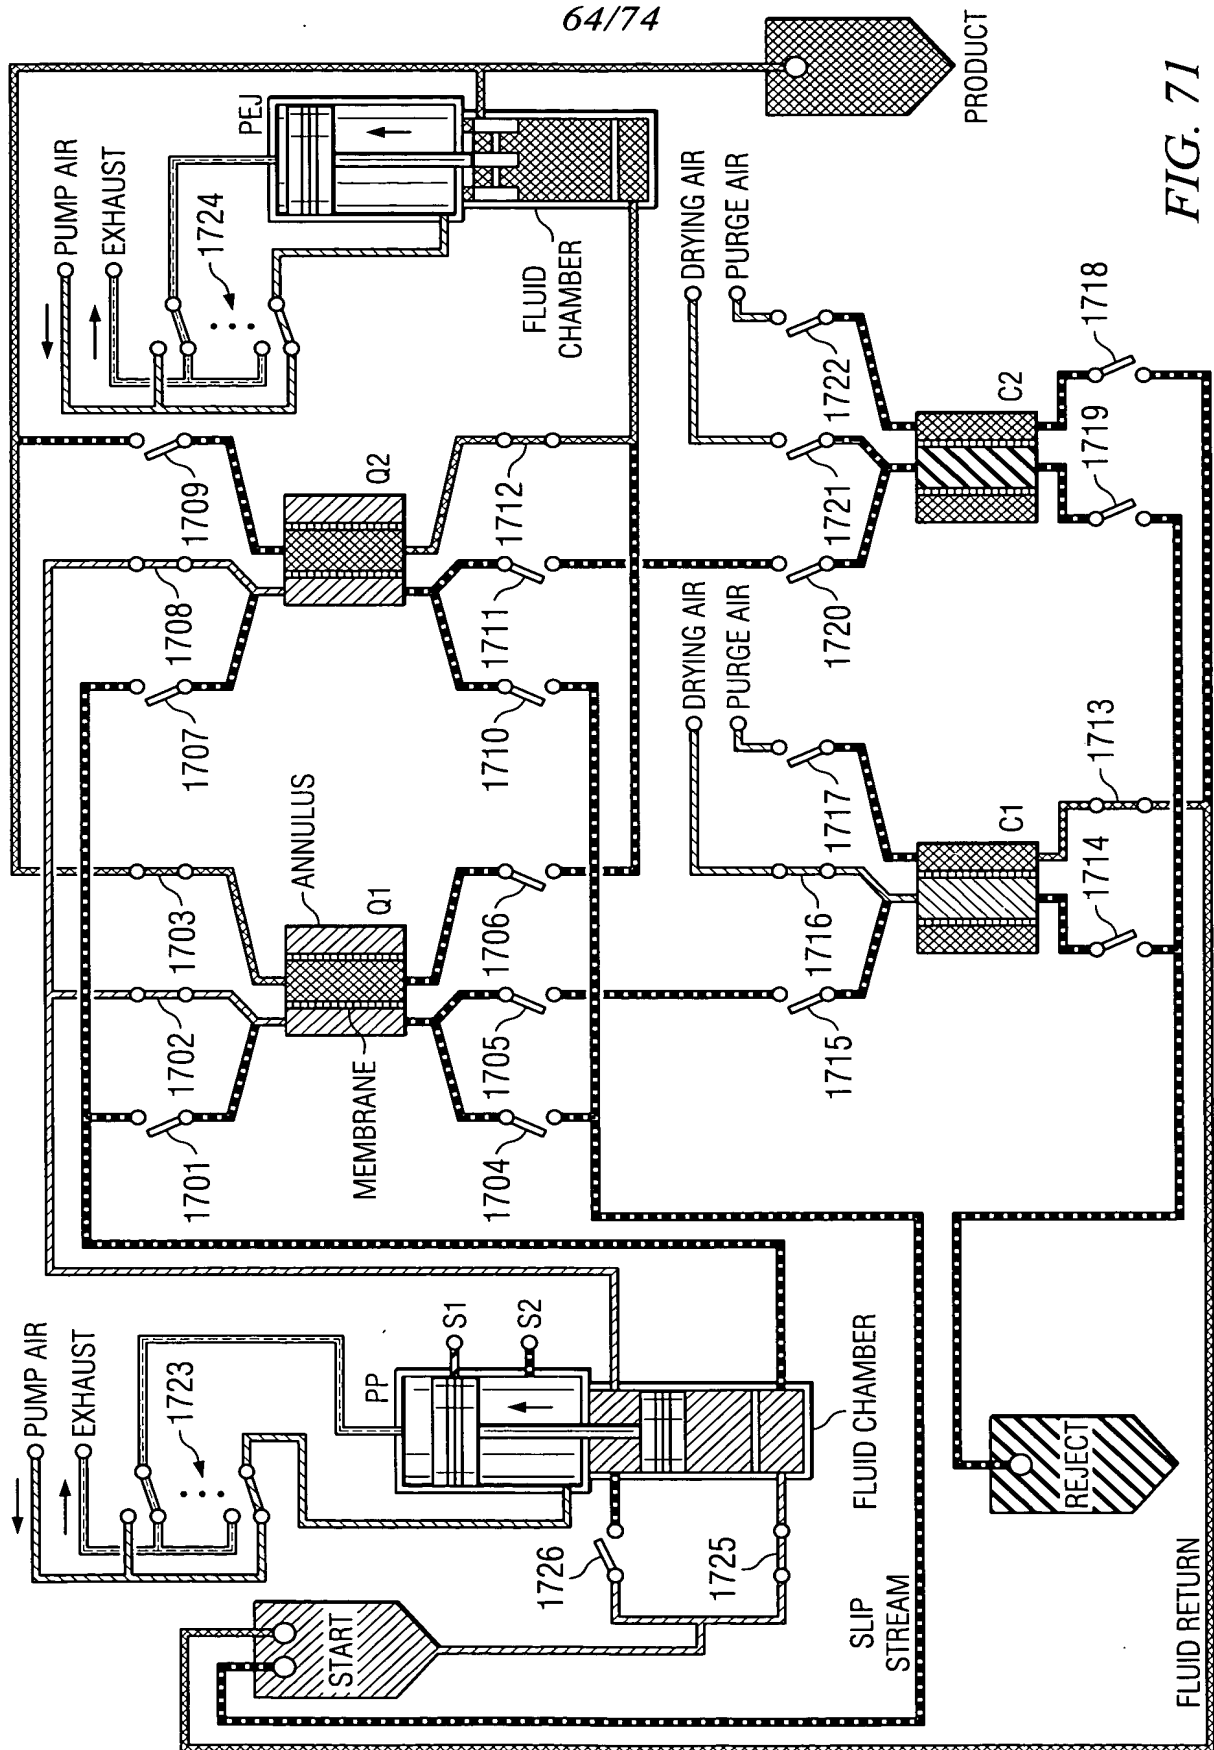 64/74
PUMP AIR
EXHAUST
1723
PP
S1
S2
1726
1725
FLUID CHAMBER
START
SLIP
STREAM
REJECT
FLUID RETURN
1701
1702
1703
MEMBRANE
ANNULUS
Q1
1704
1705
1706
1707
1708
1709
Q2
1710
1711
1712
PUMP AIR
EXHAUST
1724
PEJ
FLUID
CHAMBER
PRODUCT
DRYING AIR
PURGE AIR
1715
1716
1717
C1
1714
1713
DRYING AIR
PURGE AIR
1720
1721
1722
C2
1719
1718
FIG. 71